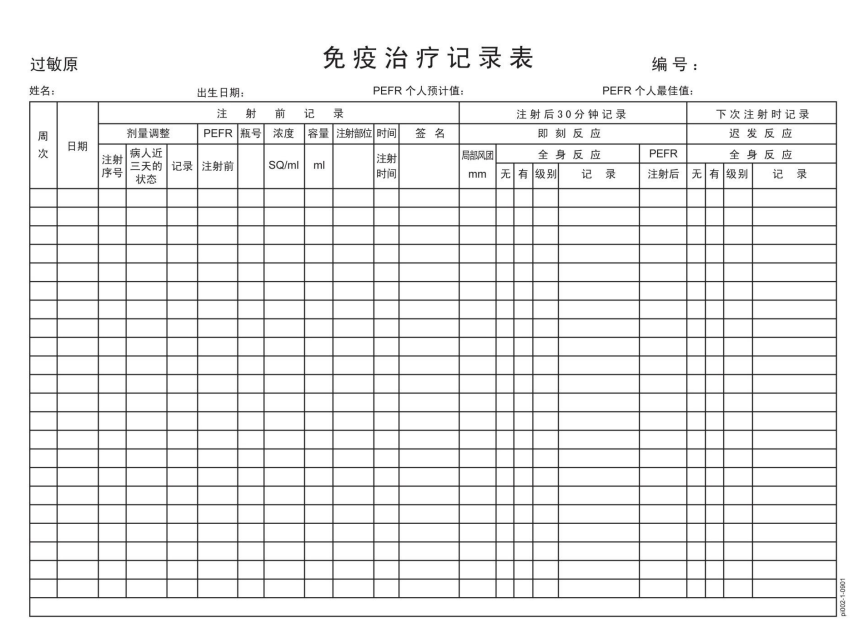 过敏原 免疫治疗记录表 编号：
姓名： 出生日期： PEFR 个人预计值： PEFR 个人最佳值：
周次 日期 注射前记录 注射后30分钟记录 下次注射时记录
剂量调整 PEFR 瓶号 浓度 容量 注射部位 时间 签名 即刻反应 迟发反应
注射序号 病人近三天的状态 记录 注射前 SQ/ml ml 注射时间 局部风团 mm 全身反应 PEFR 全身反应
无 有 级别 记录 注射后 无 有 级别 记录
pl002-1-0901